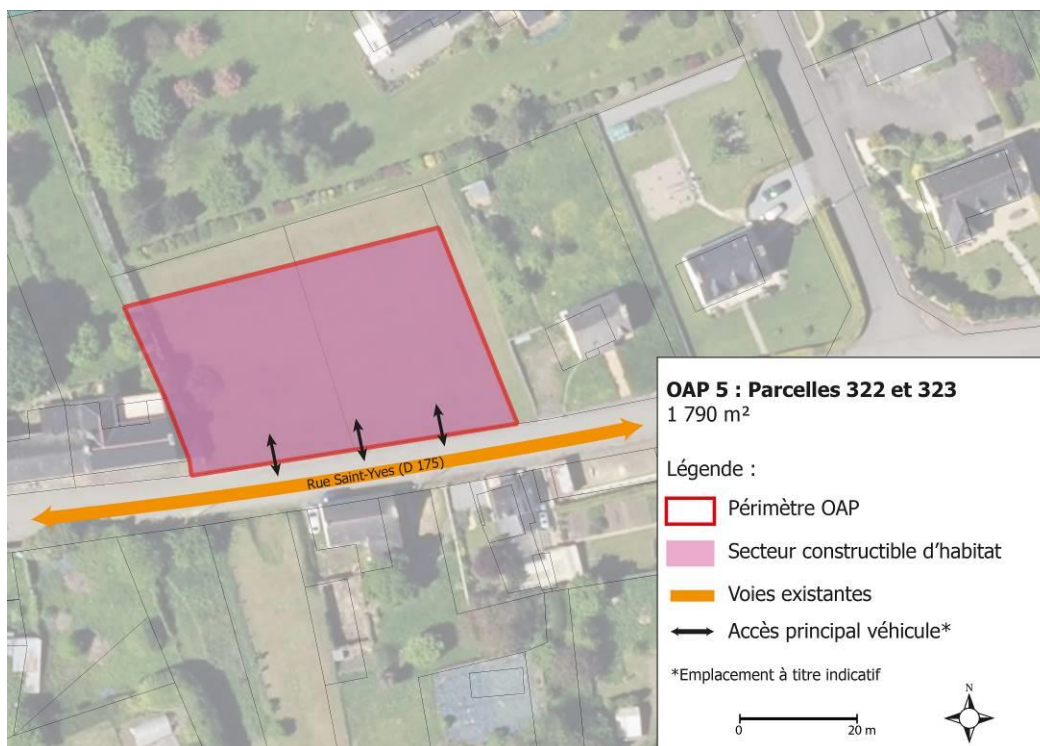 Rue Saint-Yves (D 175)
OAP 5 : Parcelles 322 et 323
1 790 m²
Légende :
Périmètre OAP
Secteur constructible d'habitat
Voies existantes
Accès principal véhicule*
*Emplacement à titre indicatif
N
0 20 m